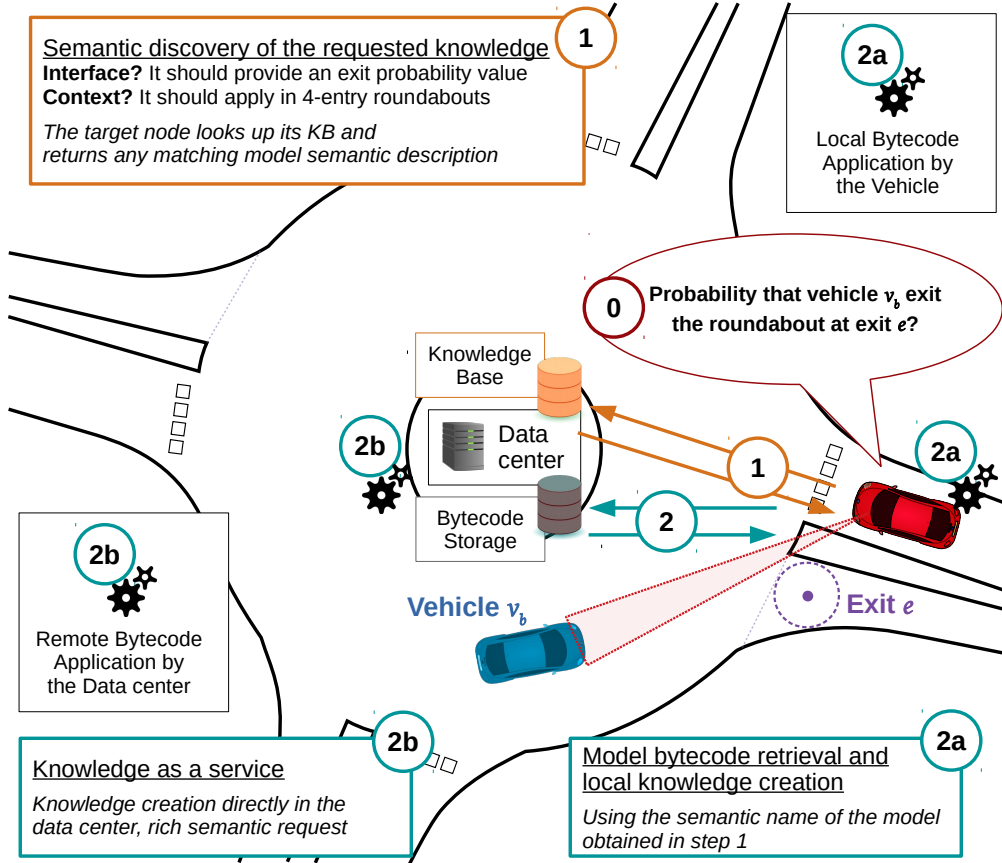 Semantic discovery of the requested knowledge
1
Interface? It should provide an exit probability value
Context? It should apply in 4-entry roundabouts
The target node looks up its KB and
returns any matching model semantic description
2a
Local Bytecode
Application by
the Vehicle
0
Probability that vehicle v_b exit
the roundabout at exit e?
Knowledge
Base
Data
center
2b
1
2a
Bytecode
Storage
2
2b
Remote Bytecode
Application by
the Data center
Vehicle v_b
Exit e
2b
Knowledge as a service
Knowledge creation directly in the
data center, rich semantic request
2a
Model bytecode retrieval and
local knowledge creation
Using the semantic name of the model
obtained in step 1